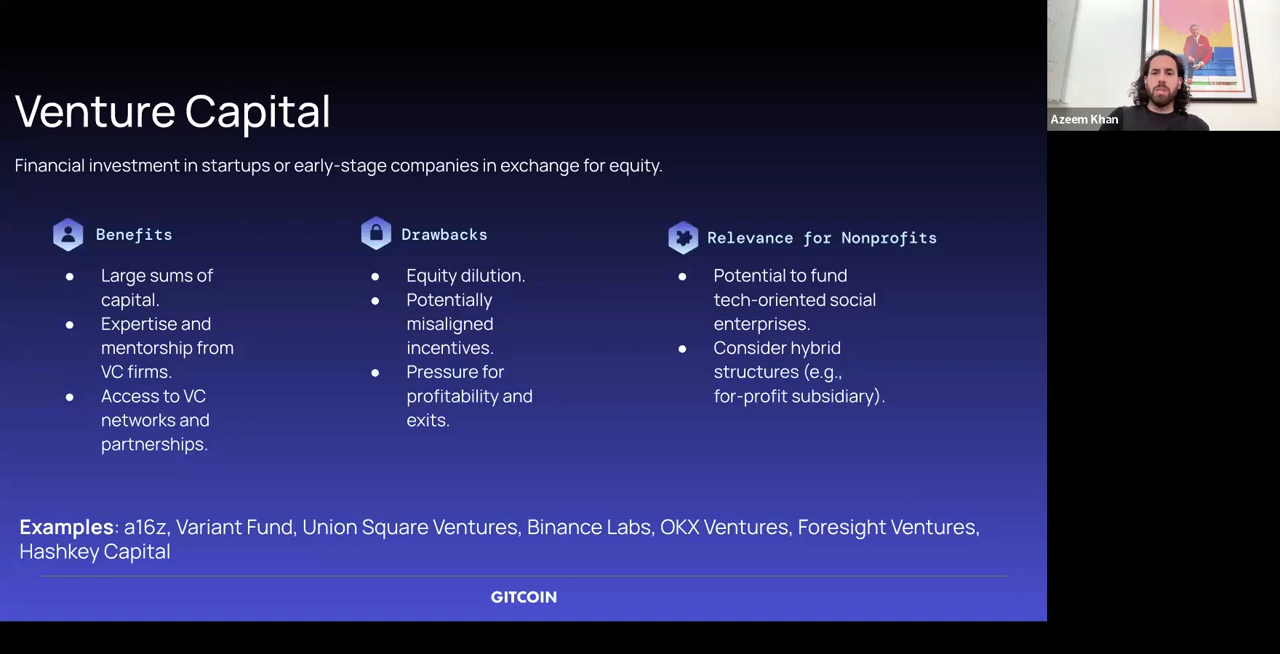 Venture Capital
Financial investment in startups or early-stage companies in exchange for equity.
Benefits
● Large sums of
capital.
● Expertise and
mentorship from
VC firms.
● Access to VC
networks and
partnerships.
Drawbacks
● Equity dilution.
● Potentially
misaligned
incentives.
● Pressure for
profitability and
exits.
Relevance for Nonprofits
● Potential to fund
tech-oriented social
enterprises.
● Consider hybrid
structures (e.g.,
for-profit subsidiary).
Examples: a16z, Variant Fund, Union Square Ventures, Binance Labs, OKX Ventures, Foresight Ventures,
Hashkey Capital
GITCOIN
Azeem Khan